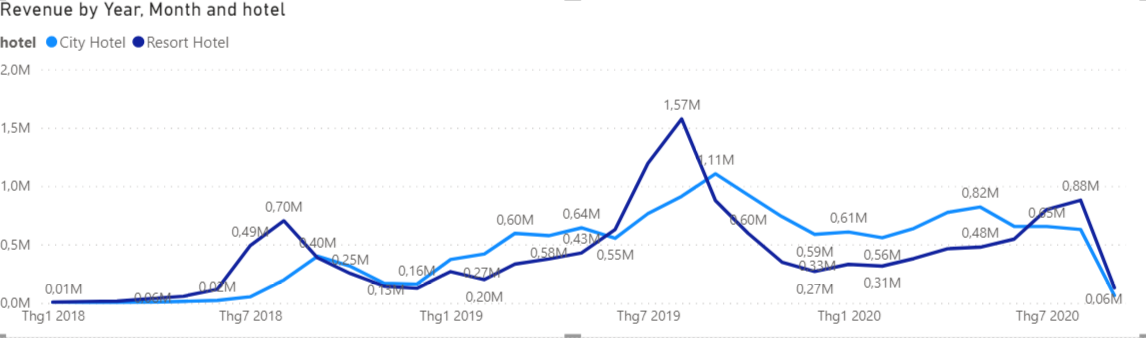 Revenue by Year, Month and hotel
hotel City Hotel Resort Hotel
2,0M
1,5M
1,0M
0,5M
0,0M
0,01M
0,06M
0,02M
0,49M
0,70M
0,40M
0,25M
0,15M
0,16M
0,27M
0,20M
0,60M
0,58M
0,64M
0,43M
0,55M
1,57M
1,11M
0,60M
0,59M
0,33M
0,27M
0,61M
0,56M
0,31M
0,82M
0,48M
0,65M
0,88M
0,06M
Thg1 2018 Thg7 2018 Thg1 2019 Thg7 2019 Thg1 2020 Thg7 2020